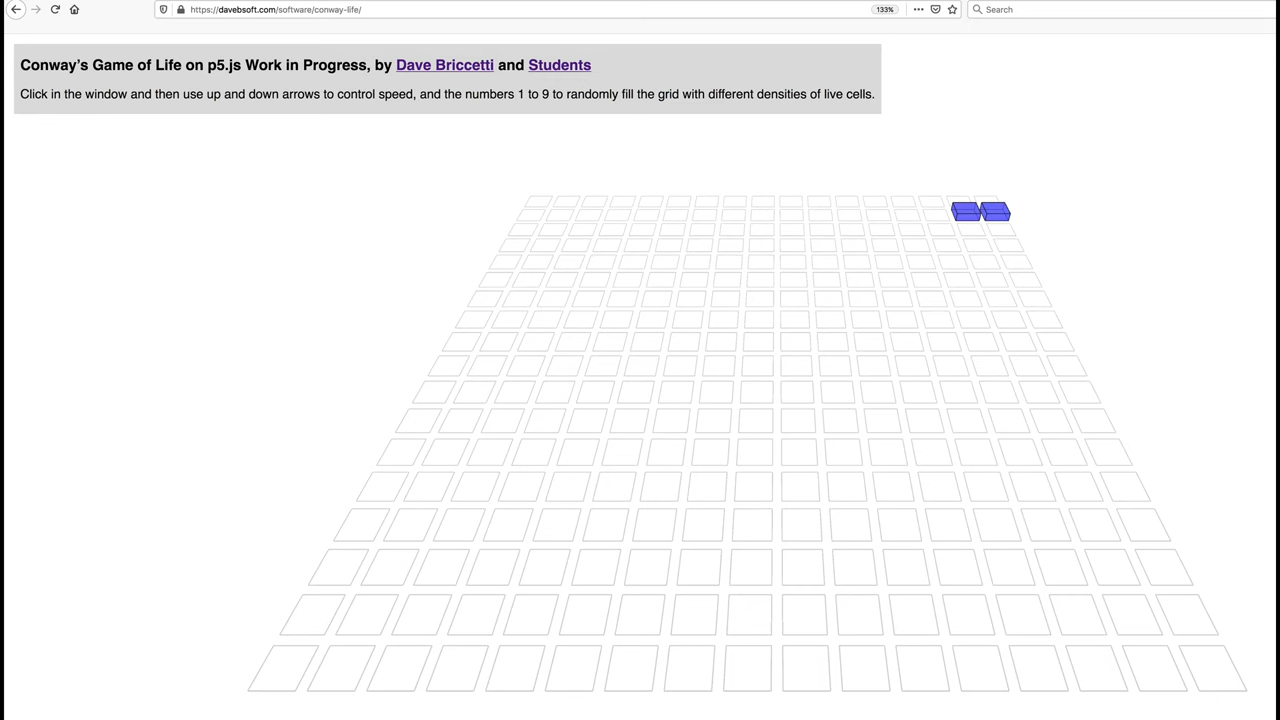 https://davebsoft.com/software/conway-life/
133%
Search
Conway's Game of Life on p5.js Work in Progress, by Dave Briccetti and Students
Click in the window and then use up and down arrows to control speed, and the numbers 1 to 9 to randomly fill the grid with different densities of live cells.